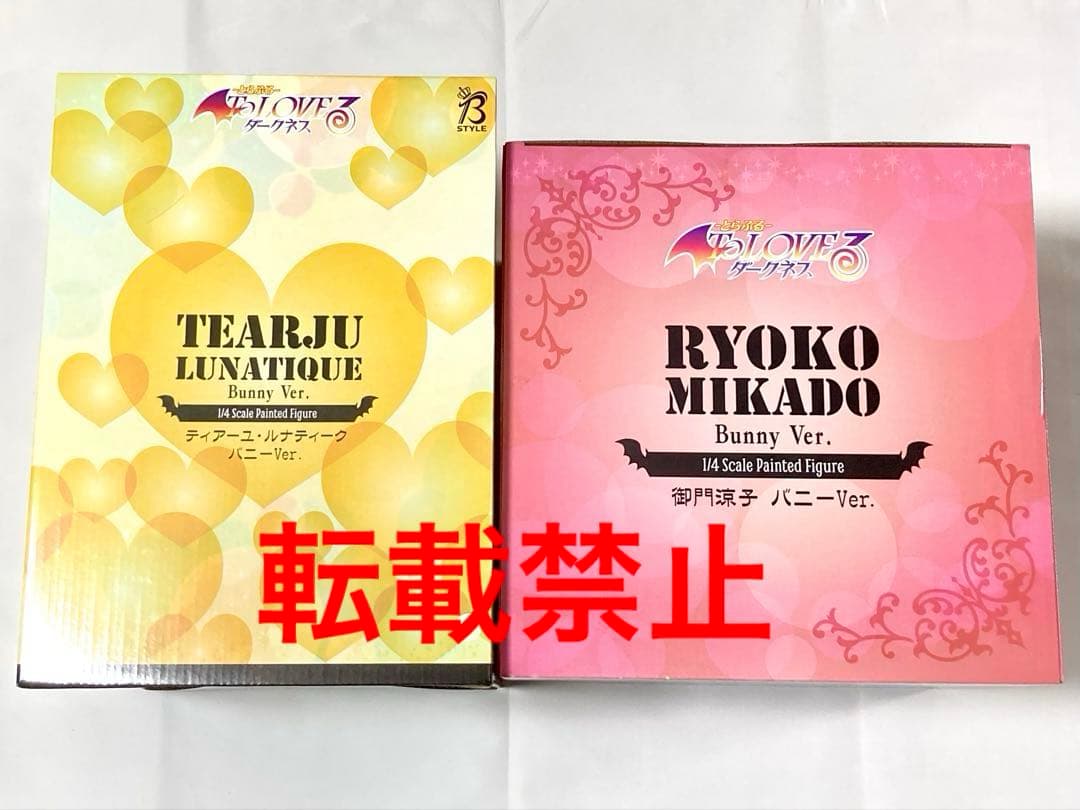 -とらぶる-
To LOVEる
ダークネス
B
STYLE
TEARJU
LUNATIQUE
Bunny Ver.
1/4 Scale Painted Figure
ティアーユ・ルナティーク
バニーVer.
-とらぶる-
To LOVEる
ダークネス
RYOKO
MIKADO
Bunny Ver.
1/4 Scale Painted Figure
御門涼子 バニーVer.
転載禁止